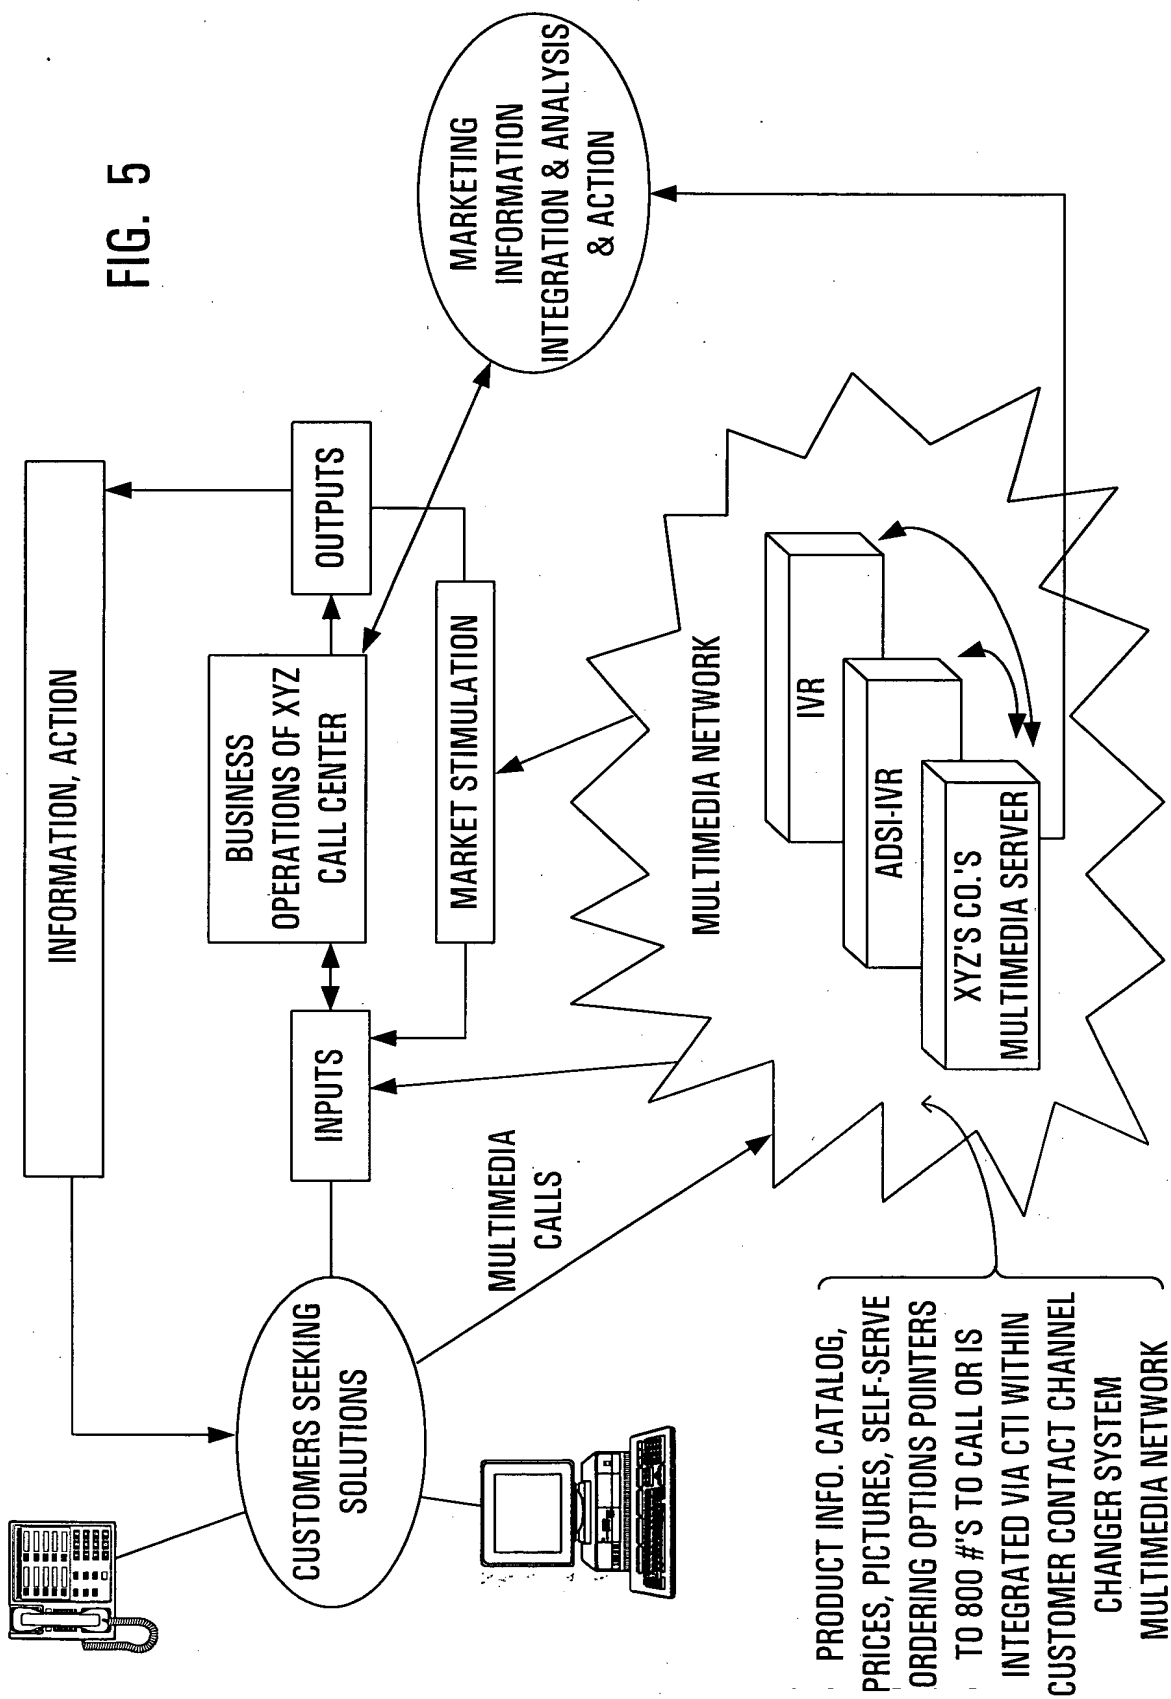 FIG. 5
INFORMATION, ACTION
OUTPUTS
BUSINESS
OPERATIONS OF XYZ
CALL CENTER
INPUTS
MARKET STIMULATION
CUSTOMERS SEEKING
SOLUTIONS
MARKETING
INFORMATION
INTEGRATION & ANALYSIS
& ACTION
MULTIMEDIA
CALLS
MULTIMEDIA NETWORK
IVR
ADSI-IVR
XYZ'S CO.'S
MULTIMEDIA SERVER
PRODUCT INFO. CATALOG,
PRICES, PICTURES, SELF-SERVE
ORDERING OPTIONS POINTERS
TO 800 #'S TO CALL OR IS
INTEGRATED VIA CTI WITHIN
CUSTOMER CONTACT CHANNEL
CHANGER SYSTEM
MULTIMEDIA NETWORK